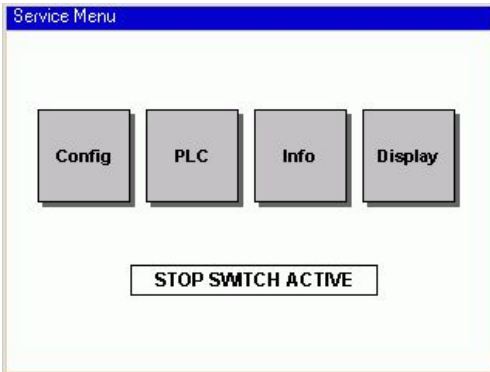 Service Menu
Config PLC Info Display
STOP SWITCH ACTIVE